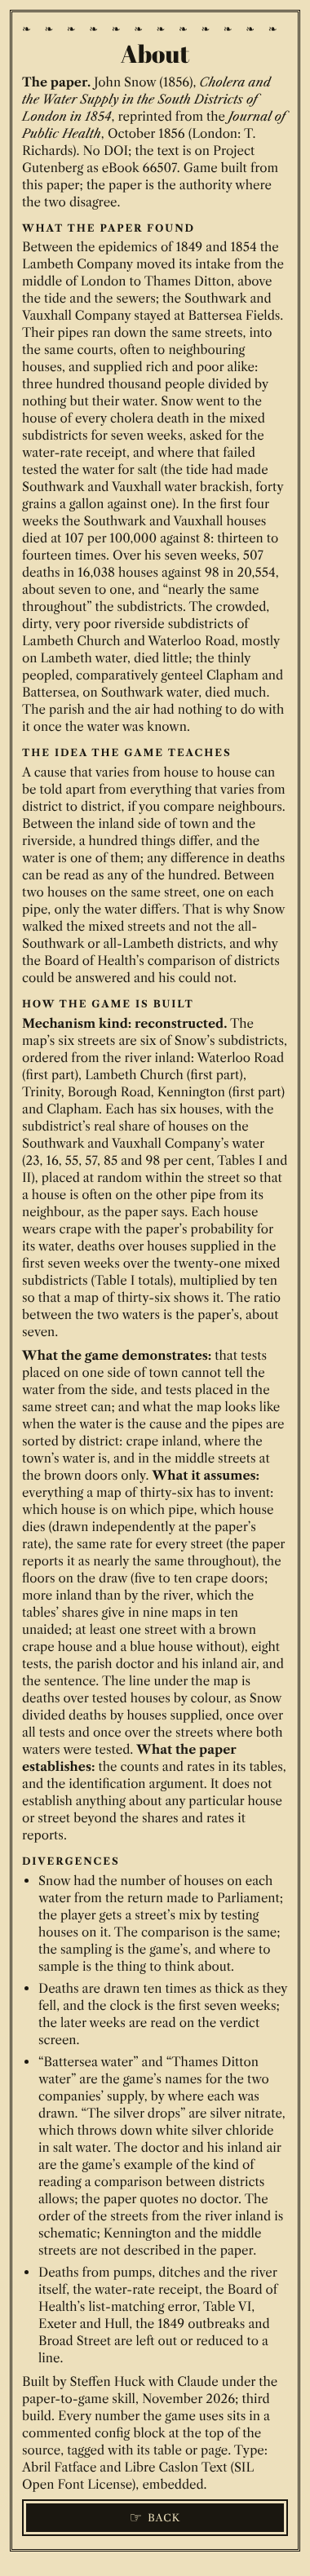 About
The paper. John Snow (1856), Cholera and
the Water Supply in the South Districts of
London in 1854, reprinted from the Journal of
Public Health, October 1856 (London: T.
Richards). No DOI; the text is on Project
Gutenberg as eBook 66507. Game built from
this paper; the paper is the authority where
the two disagree.
WHAT THE PAPER FOUND
Between the epidemics of 1849 and 1854 the
Lambeth Company moved its intake from the
middle of London to Thames Ditton, above
the tide and the sewers; the Southwark and
Vauxhall Company stayed at Battersea Fields.
Their pipes ran down the same streets, into
the same courts, often to neighbouring
houses, and supplied rich and poor alike:
three hundred thousand people divided by
nothing but their water. Snow went to the
house of every cholera death in the mixed
subdistricts for seven weeks, asked for the
water-rate receipt, and where that failed
tested the water for salt (the tide had made
Southwark and Vauxhall water brackish, forty
grains a gallon against one). In the first four
weeks the Southwark and Vauxhall houses
died at 107 per 100,000 against 8: thirteen to
fourteen times. Over his seven weeks, 507
deaths in 16,038 houses against 98 in 20,554,
about seven to one, and “nearly the same
throughout” the subdistricts. The crowded,
dirty, very poor riverside subdistricts of
Lambeth Church and Waterloo Road, mostly
on Lambeth water, died little; the thinly
peopled, comparatively genteel Clapham and
Battersea, on Southwark water, died much.
The parish and the air had nothing to do with
it once the water was known.
THE IDEA THE GAME TEACHES
A cause that varies from house to house can
be told apart from everything that varies from
district to district, if you compare neighbours.
Between the inland side of town and the
riverside, a hundred things differ, and the
water is one of them; any difference in deaths
can be read as any of the hundred. Between
two houses on the same street, one on each
pipe, only the water differs. That is why Snow
walked the mixed streets and not the all-
Southwark or all-Lambeth districts, and why
the Board of Health’s comparison of districts
could be answered and his could not.
HOW THE GAME IS BUILT
Mechanism kind: reconstructed. The
map’s six streets are six of Snow’s subdistricts,
ordered from the river inland: Waterloo Road
(first part), Lambeth Church (first part),
Trinity, Borough Road, Kennington (first part)
and Clapham. Each has six houses, with the
subdistrict’s real share of houses on the
Southwark and Vauxhall Company’s water
(23, 16, 55, 57, 85 and 98 per cent, Tables I and
II), placed at random within the street so that
a house is often on the other pipe from its
neighbour, as the paper says. Each house
wears crape with the paper’s probability for
its water, deaths over houses supplied in the
first seven weeks over the twenty-one mixed
subdistricts (Table I totals), multiplied by ten
so that a map of thirty-six shows it. The ratio
between the two waters is the paper’s, about
seven.
What the game demonstrates: that tests
placed on one side of town cannot tell the
water from the side, and tests placed in the
same street can; and what the map looks like
when the water is the cause and the pipes are
sorted by district: crape inland, where the
town’s water is, and in the middle streets at
the brown doors only. What it assumes:
everything a map of thirty-six has to invent:
which house is on which pipe, which house
dies (drawn independently at the paper’s
rate), the same rate for every street (the paper
reports it as nearly the same throughout), the
floors on the draw (five to ten crape doors;
more inland than by the river, which the
tables’ shares give in nine maps in ten
unaided; at least one street with a brown
crape house and a blue house without), eight
tests, the parish doctor and his inland air, and
the sentence. The line under the map is
deaths over tested houses by colour, as Snow
divided deaths by houses supplied, once over
all tests and once over the streets where both
waters were tested. What the paper
establishes: the counts and rates in its tables,
and the identification argument. It does not
establish anything about any particular house
or street beyond the shares and rates it
reports.
DIVERGENCES
• Snow had the number of houses on each
water from the return made to Parliament;
the player gets a street’s mix by testing
houses on it. The comparison is the same;
the sampling is the game’s, and where to
sample is the thing to think about.
• Deaths are drawn ten times as thick as they
fell, and the clock is the first seven weeks;
the later weeks are read on the verdict
screen.
• “Battersea water” and “Thames Ditton
water” are the game’s names for the two
companies’ supply, by where each was
drawn. “The silver drops” are silver nitrate,
which throws down white silver chloride
in salt water. The doctor and his inland air
are the game’s example of the kind of
reading a comparison between districts
allows; the paper quotes no doctor. The
order of the streets from the river inland is
schematic; Kennington and the middle
streets are not described in the paper.
• Deaths from pumps, ditches and the river
itself, the water-rate receipt, the Board of
Health’s list-matching error, Table VI,
Exeter and Hull, the 1849 outbreaks and
Broad Street are left out or reduced to a
line.
Built by Steffen Huck with Claude under the
paper-to-game skill, November 2026; third
build. Every number the game uses sits in a
commented config block at the top of the
source, tagged with its table or page. Type:
Abril Fatface and Libre Caslon Text (SIL
Open Font License), embedded.
☞ BACK